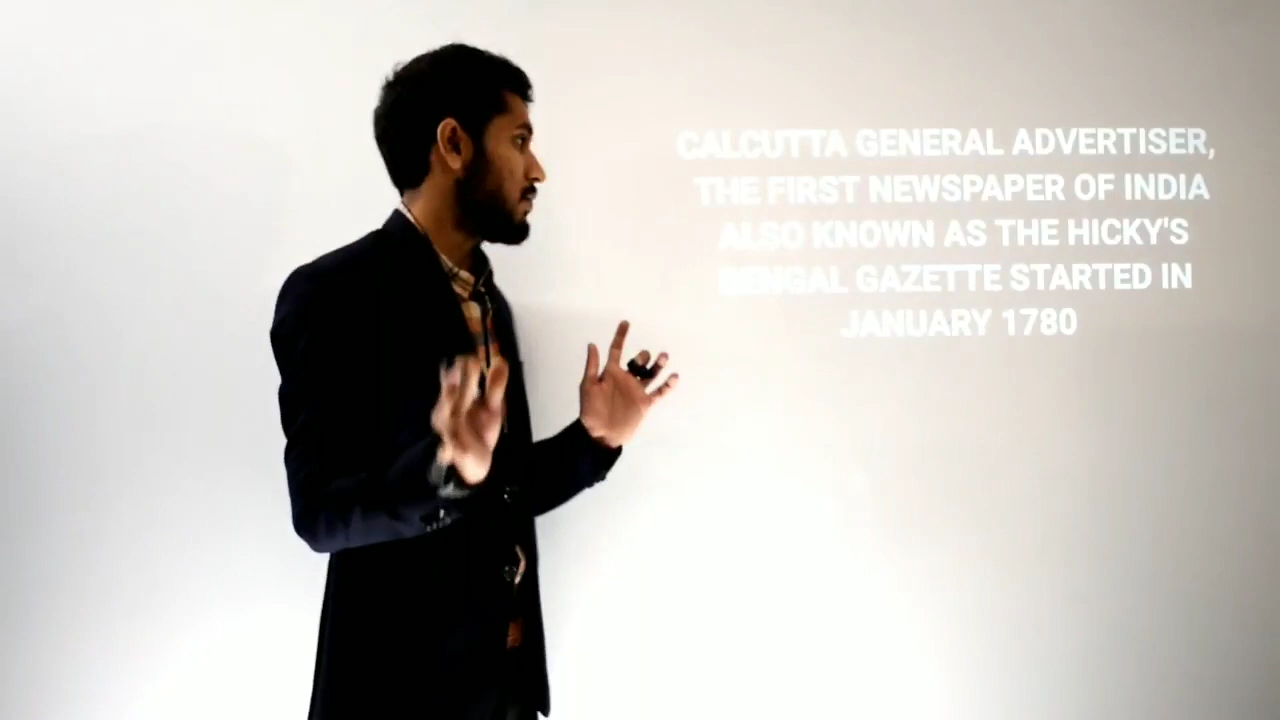 CALCUTTA GENERAL ADVERTISER,
THE FIRST NEWSPAPER OF INDIA
ALSO KNOWN AS THE HICKY'S
BENGAL GAZETTE STARTED IN
JANUARY 1780